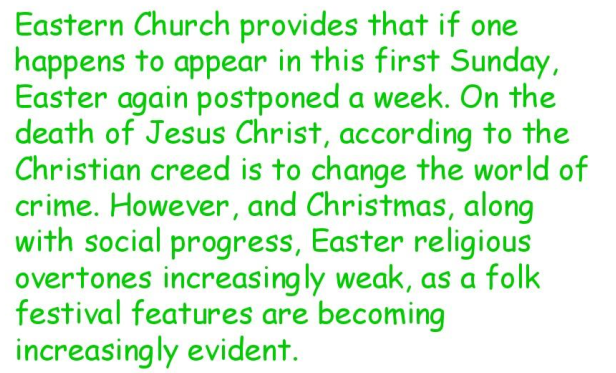 Eastern Church provides that if one
happens to appear in this first Sunday,
Easter again postponed a week. On the
death of Jesus Christ, according to the
Christian creed is to change the world of
crime. However, and Christmas, along
with social progress, Easter religious
overtones increasingly weak, as a folk
festival features are becoming
increasingly evident.